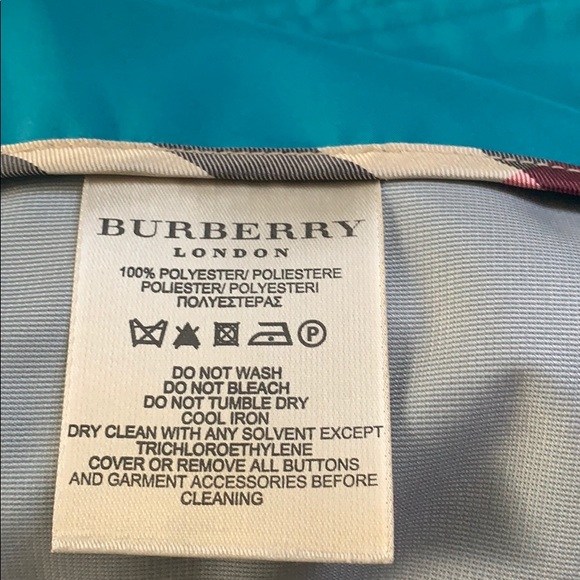 BURBERRY
LONDON
100% POLYESTER/ POLIESTERE
POLIESTER/ POLYESTERI
ΠΟΛΥΕΣΤΕΡΑΣ
P
DO NOT WASH
DO NOT BLEACH
DO NOT TUMBLE DRY
COOL IRON
DRY CLEAN WITH ANY SOLVENT EXCEPT
TRICHLOROETHYLENE
COVER OR REMOVE ALL BUTTONS
AND GARMENT ACCESSORIES BEFORE
CLEANING